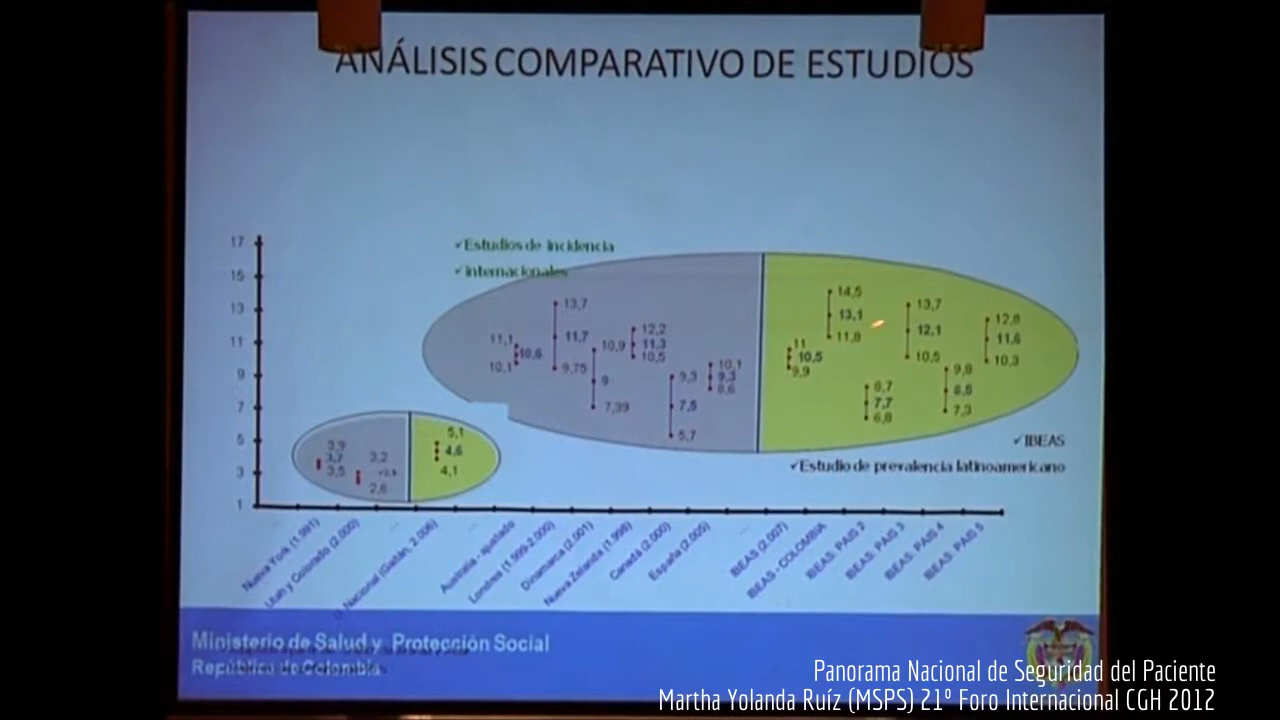 ANÁLISIS COMPARATIVO DE ESTUDIOS
17
15
13
11
9
7
5
3
1
✓Estudios de incidencia
✓internacionales
3,9
3,7
3,5
3,2
2,6
5,1
4,6
4,1
11,1
10,6
10,1
13,7
11,7
9,75
10,9
9
7,39
12,2
11,3
10,5
9,3
7,5
5,7
10,1
9,3
8,6
11
10,5
9,9
14,5
13,1
11,8
8,7
7,7
6,8
13,7
12,1
10,5
9,8
8,5
7,3
12,8
11,6
10,3
✓IBEAS
✓Estudio de prevalencia latinoamericano
Nueva York (1.991)
Utah y Colorado (2.000)
...
Nacional (Gaitán, 2.006)
...
Australia - ajustado
Londres (1.999-2.000)
Dinamarca (2.001)
Nueva Zelanda (1.998)
Canadá (2.000)
España (2.005)
...
IBEAS (2.007)
IBEAS - COLOMBIA
IBEAS: PAIS 2
IBEAS: PAIS 3
IBEAS: PAIS 4
IBEAS: PAIS 5
Ministerio de Salud y Protección Social
República de Colombia
Panorama Nacional de Seguridad del Paciente
Martha Yolanda Ruíz (MSPS) 21º Foro Internacional CGH 2012